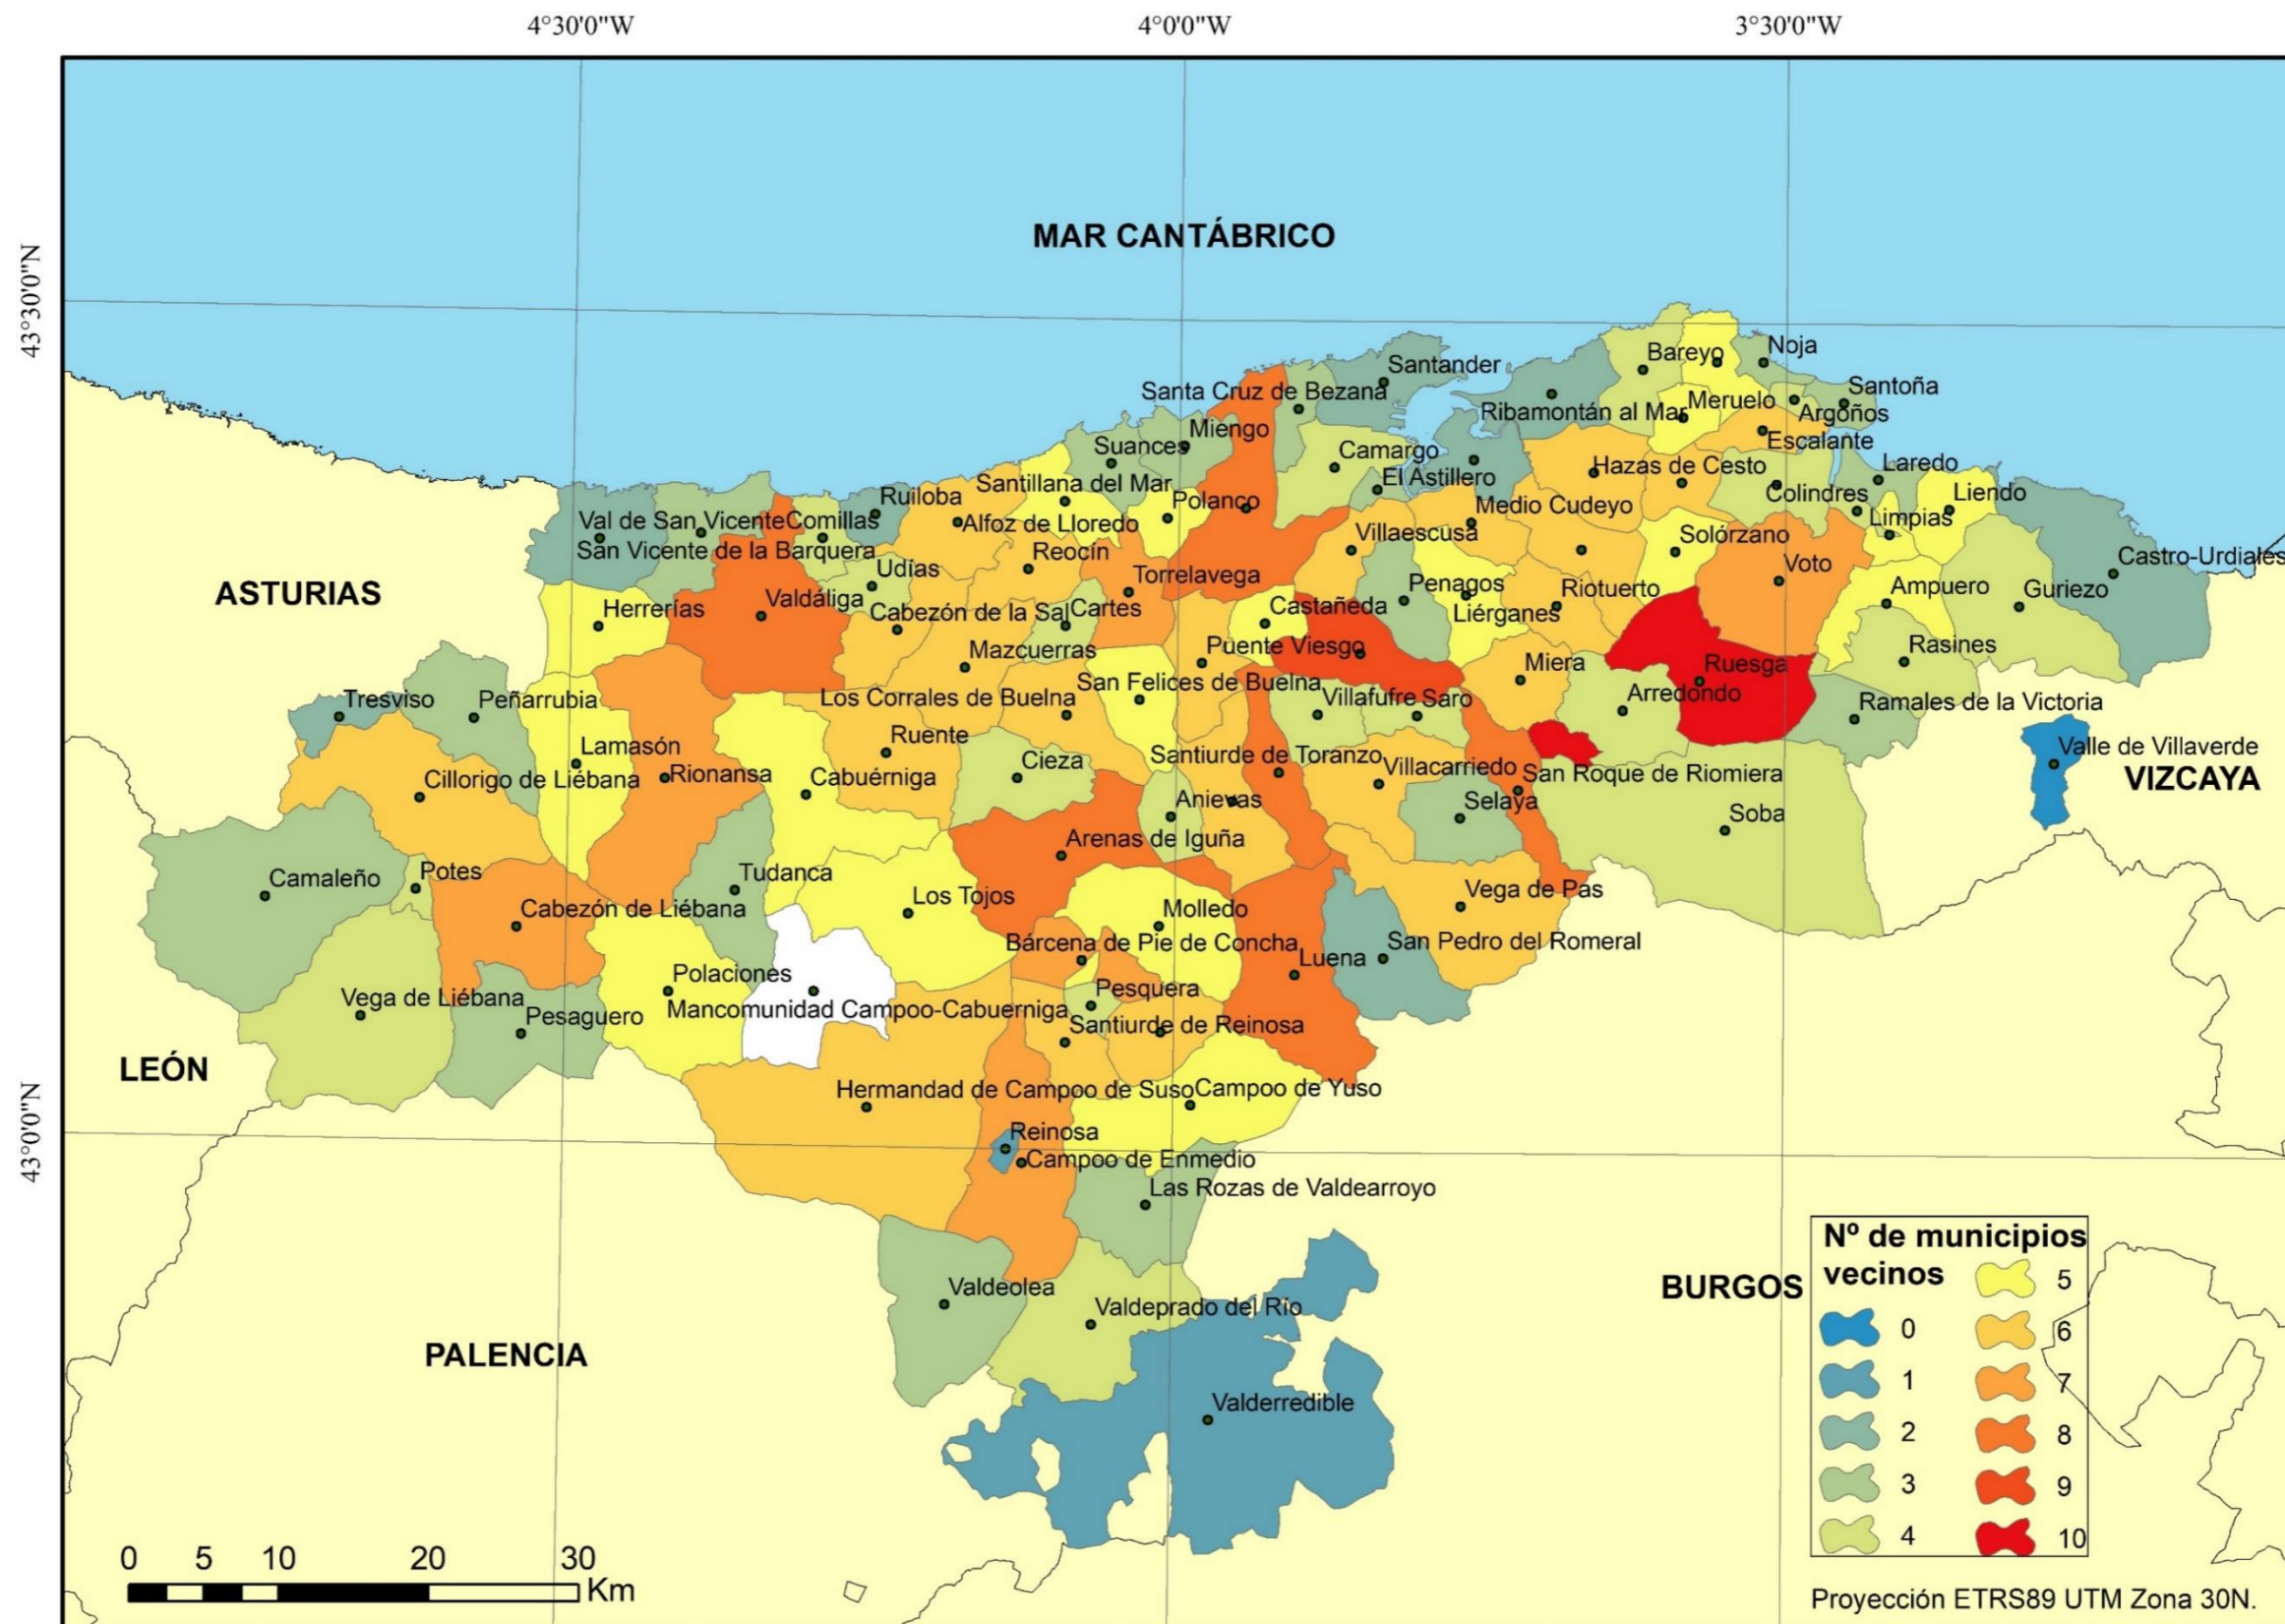 4°30'0"W
4°0'0"W
3°30'0"W
MAR CANTÁBRICO
43°30'0"N
Bareyo
Noja
Santander
Santa Cruz de Bezana
Santoña
Ribamontán al Mar
Meruelo
Argoños
Miengo
Suances
Escalante
Camargo
Laredo
Hazas de Cesto
El Astillero
Santillana del Mar
Colindres
Liendo
Ruiloba
Polanco
Medio Cudeyo
Limpias
Val de San Vicente
Comillas
Alfoz de Lloredo
Villaescusa
Solórzano
San Vicente de la Barquera
Reocín
Castro-Urdiales
Udías
Torrelavega
Voto
ASTURIAS
Penagos
Riotuerto
Ampuero
Guriezo
Herrerías
Valdáliga
Cabezón de la Sal
Cartes
Castañeda
Liérganes
Mazcuerras
Puente Viesgo
Rasines
Miera
Ruesga
Tresviso
Peñarrubia
Los Corrales de Buelna
San Felices de Buelna
Villafufre
Saro
Arredondo
Ramales de la Victoria
Ruente
Lamasón
Cieza
Santiurde de Toranzo
Valle de Villaverde
Cillorigo de Liébana
Rionansa
Cabuérniga
Villacarriedo
San Roque de Riomiera
VIZCAYA
Anievas
Selaya
Soba
Arenas de Iguña
Camaleño
Potes
Tudanca
Los Tojos
Vega de Pas
Cabezón de Liébana
Molledo
Bárcena de Pie de Concha
San Pedro del Romeral
Luena
Polaciones
Pesquera
Vega de Liébana
Mancomunidad Campoo-Cabuerniga
Pesaguero
Santiurde de Reinosa
LEÓN
Hermandad de Campoo de Suso
Campoo de Yuso
43°0'0"N
Reinosa
Campoo de Enmedio
Las Rozas de Valdearroyo
Valdeolea
Valdeprado del Río
BURGOS
PALENCIA
Valderredible
Nº de municipios
vecinos
0
1
2
3
4
5
6
7
8
9
10
0 5 10 20 30
Km
Proyección ETRS89 UTM Zona 30N.